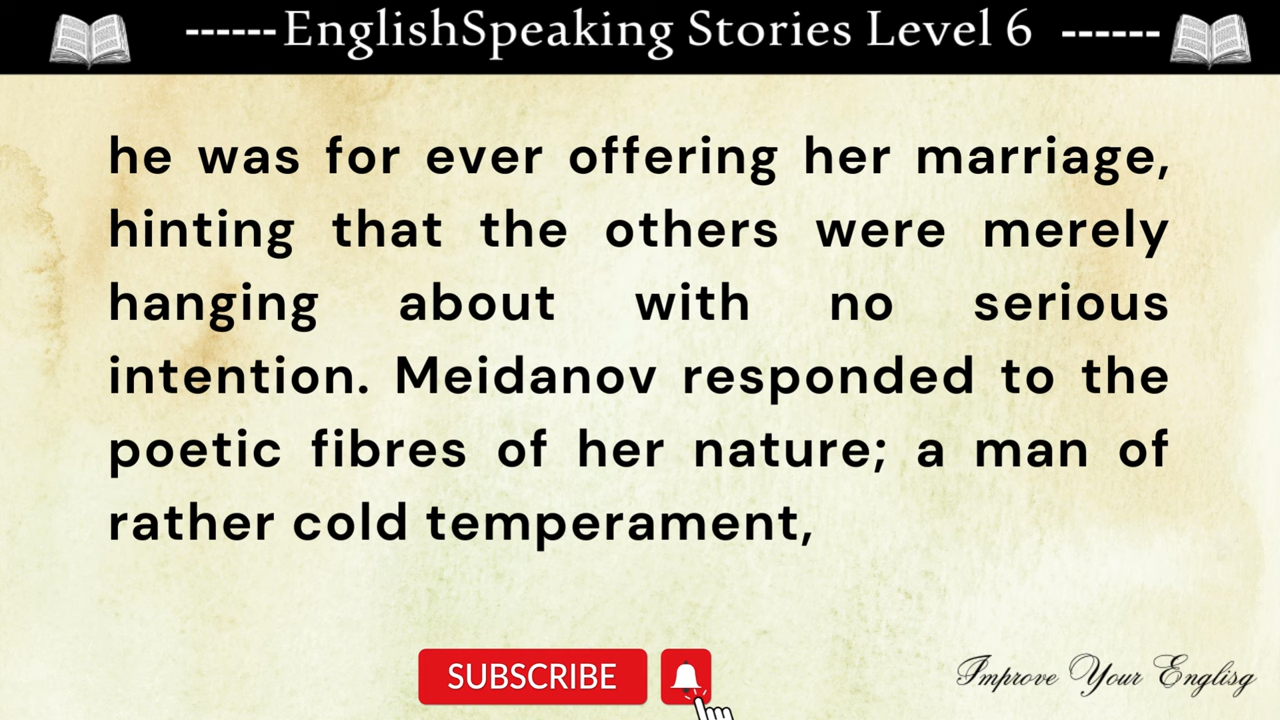 ------EnglishSpeaking Stories Level 6 ------
he was for ever offering her marriage,
hinting that the others were merely
hanging about with no serious
intention. Meidanov responded to the
poetic fibres of her nature; a man of
rather cold temperament,
SUBSCRIBE
Improve Your Englisg